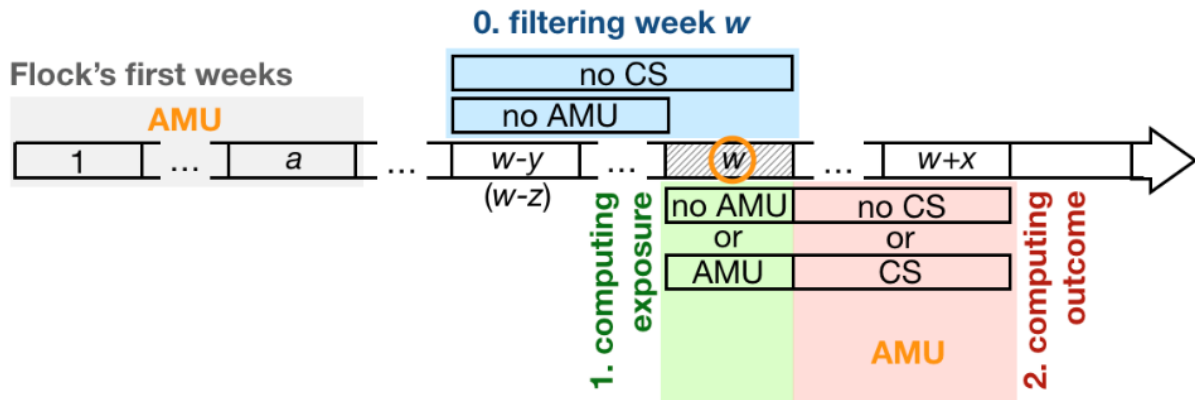 0. filtering week w
no CS
Flock's first weeks
AMU
no AMU
1 ... a ... w-y ... w ... w+x
(w-z)
1. computing
exposure
no AMU no CS
or or
AMU CS
AMU
2. computing
outcome